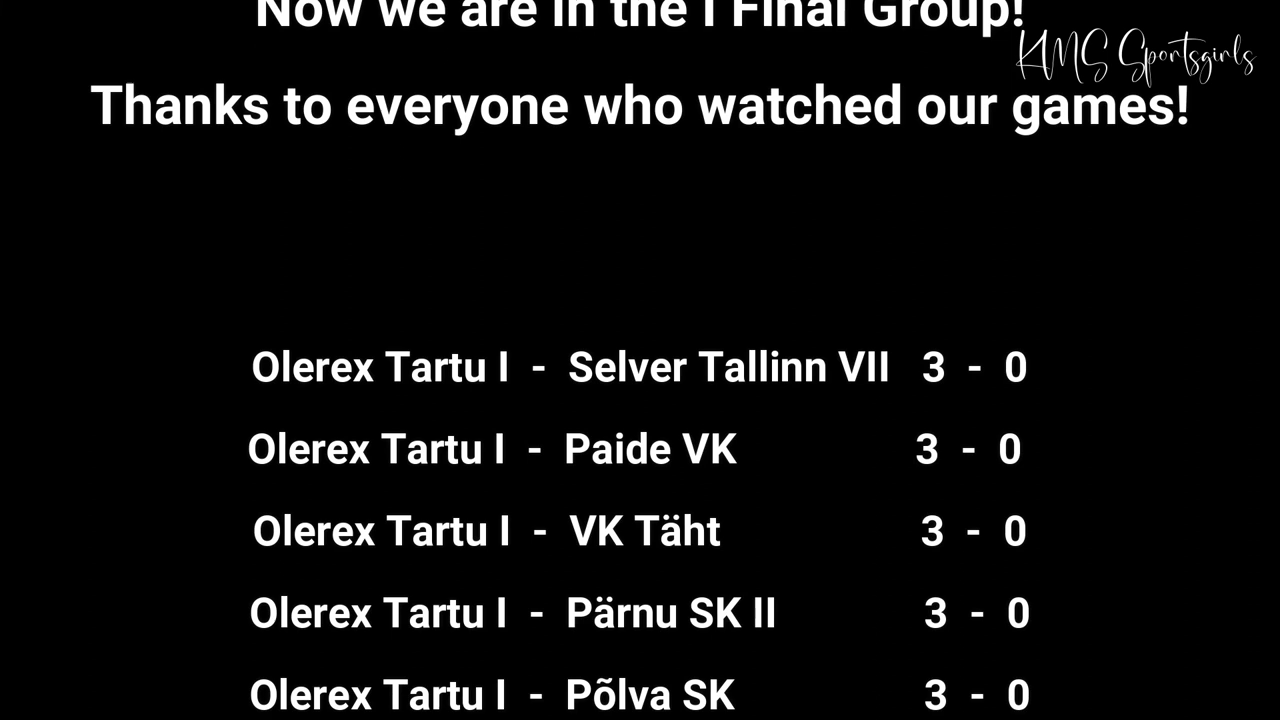 Now we are in the I Final Group!
KMS Sportsgirls
Thanks to everyone who watched our games!
Olerex Tartu I - Selver Tallinn VII 3 - 0
Olerex Tartu I - Paide VK 3 - 0
Olerex Tartu I - VK Täht 3 - 0
Olerex Tartu I - Pärnu SK II 3 - 0
Olerex Tartu I - Põlva SK 3 - 0